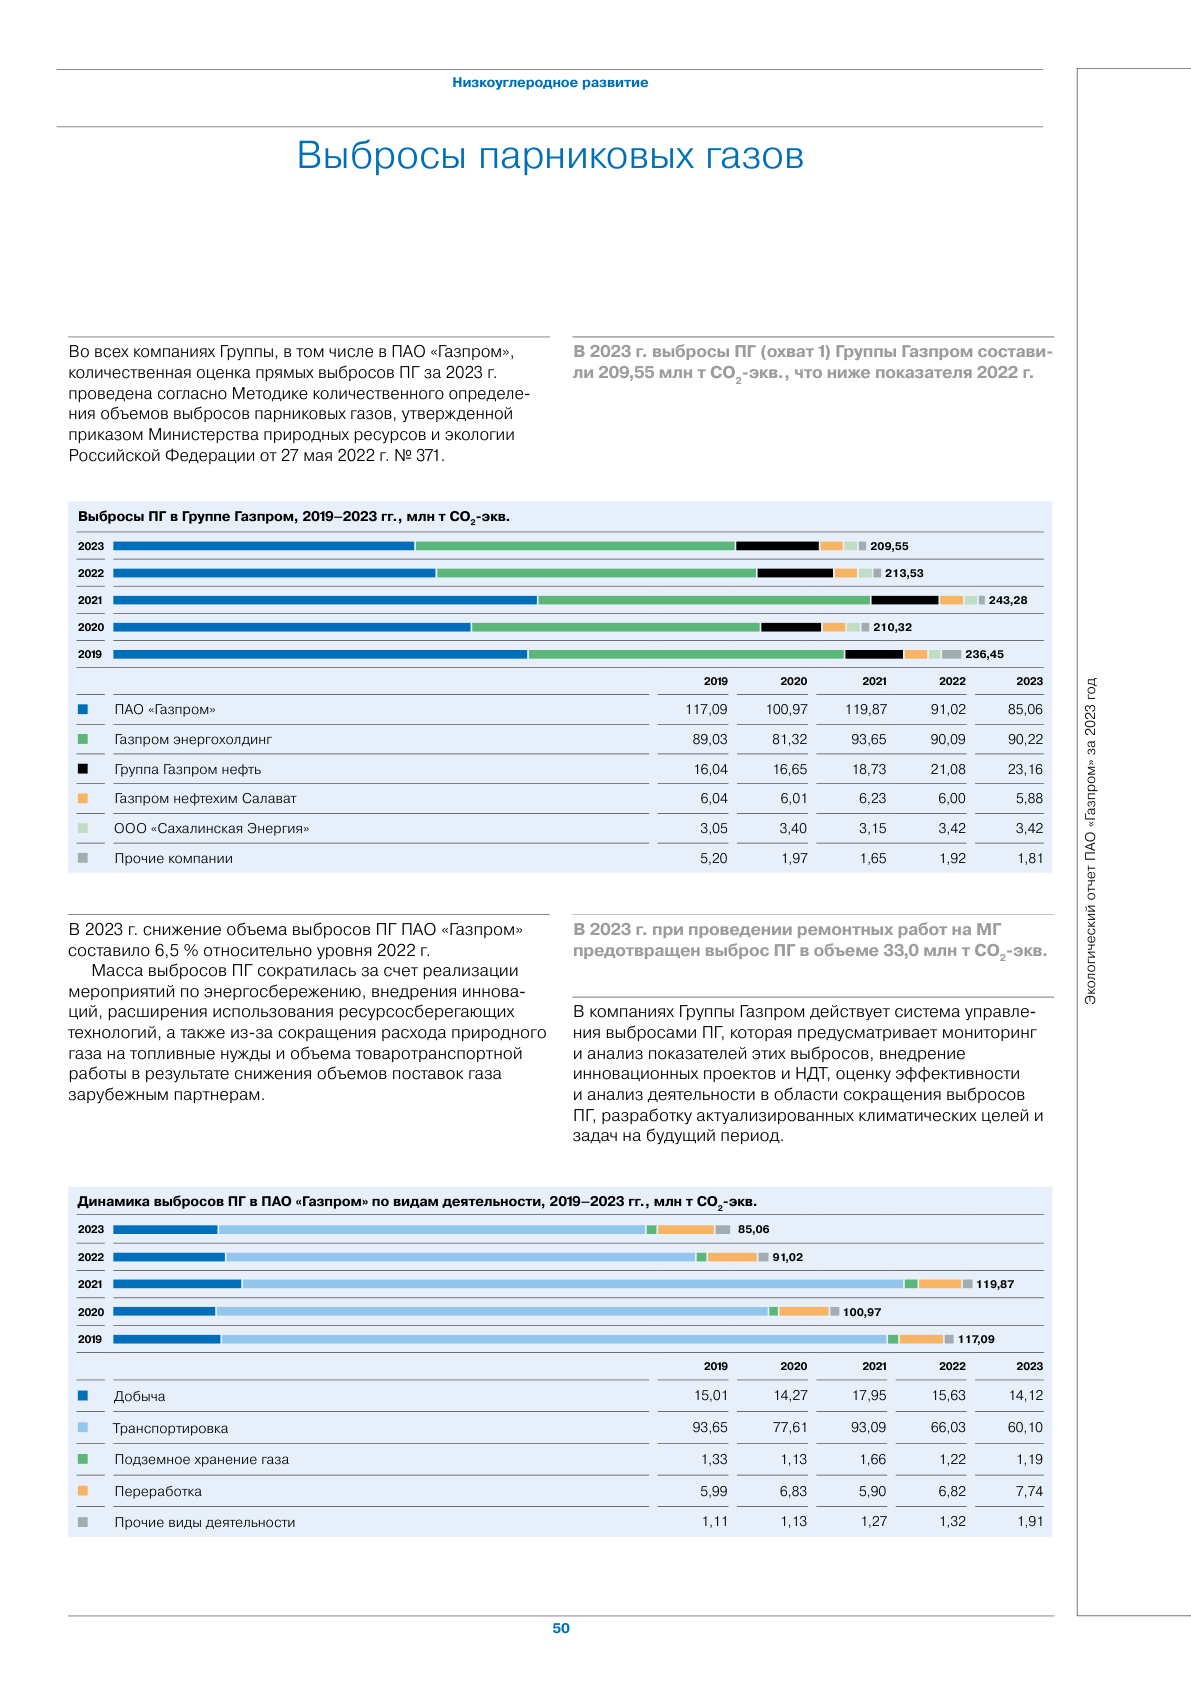 Низкоуглеродное развитие
Выбросы парниковых газов
Во всех компаниях Группы, в том числе в ПАО «Газпром»,
количественная оценка прямых выбросов ПГ за 2023 г.
проведена согласно Методике количественного определе-
ния объемов выбросов парниковых газов, утвержденной
приказом Министерства природных ресурсов и экологии
Российской Федерации от 27 мая 2022 г. № 371.
В 2023 г. выбросы ПГ (охват 1) Группы Газпром состави-
ли 209,55 млн т CO2-экв., что ниже показателя 2022 г.
Выбросы ПГ в Группе Газпром, 2019–2023 гг., млн т CO2-экв.
2023 209,55
2022 213,53
2021 243,28
2020 210,32
2019 236,45
2019 2020 2021 2022 2023
ПАО «Газпром» 117,09 100,97 119,87 91,02 85,06
Газпром энергохолдинг 89,03 81,32 93,65 90,09 90,22
Группа Газпром нефть 16,04 16,65 18,73 21,08 23,16
Газпром нефтехим Салават 6,04 6,01 6,23 6,00 5,88
ООО «Сахалинская Энергия» 3,05 3,40 3,15 3,42 3,42
Прочие компании 5,20 1,97 1,65 1,92 1,81
В 2023 г. снижение объема выбросов ПГ ПАО «Газпром»
составило 6,5 % относительно уровня 2022 г.
Масса выбросов ПГ сократилась за счет реализации
мероприятий по энергосбережению, внедрения иннова-
ций, расширения использования ресурсосберегающих
технологий, а также из-за сокращения расхода природного
газа на топливные нужды и объема товаротранспортной
работы в результате снижения объемов поставок газа
зарубежным партнерам.
В 2023 г. при проведении ремонтных работ на МГ
предотвращен выброс ПГ в объеме 33,0 млн т CO2-экв.
В компаниях Группы Газпром действует система управле-
ния выбросами ПГ, которая предусматривает мониторинг
и анализ показателей этих выбросов, внедрение
инновационных проектов и НДТ, оценку эффективности
и анализ деятельности в области сокращения выбросов
ПГ, разработку актуализированных климатических целей и
задач на будущий период.
Динамика выбросов ПГ в ПАО «Газпром» по видам деятельности, 2019–2023 гг., млн т CO2-экв.
2023 85,06
2022 91,02
2021 119,87
2020 100,97
2019 117,09
2019 2020 2021 2022 2023
Добыча 15,01 14,27 17,95 15,63 14,12
Транспортировка 93,65 77,61 93,09 66,03 60,10
Подземное хранение газа 1,33 1,13 1,66 1,22 1,19
Переработка 5,99 6,83 5,90 6,82 7,74
Прочие виды деятельности 1,11 1,13 1,27 1,32 1,91
50
Экологический отчет ПАО «Газпром» за 2023 год